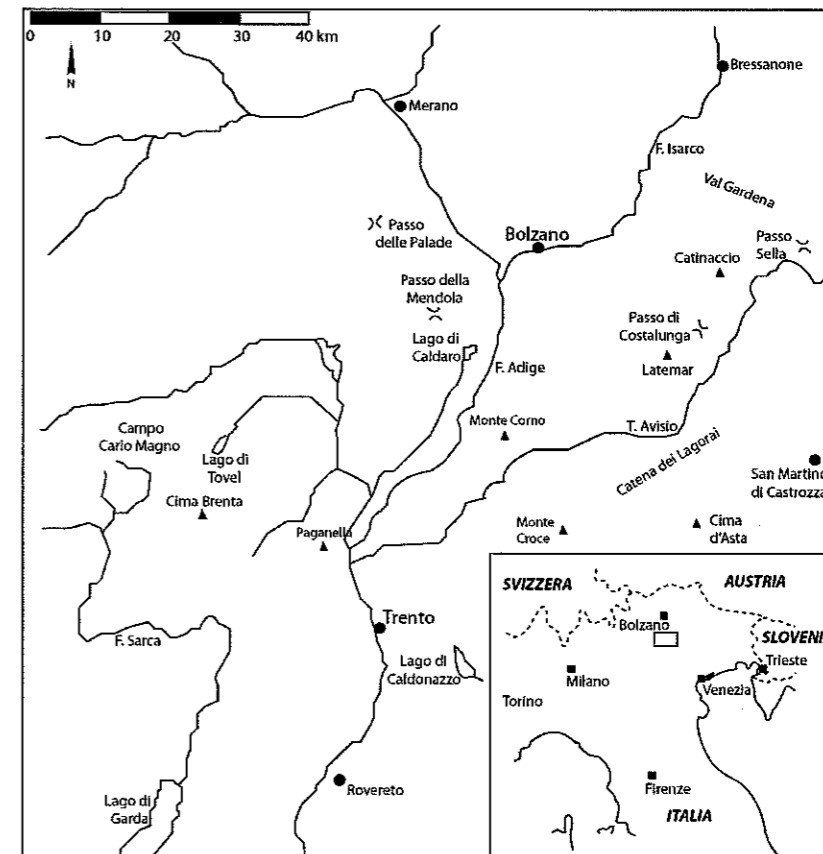 0 10 20 30 40 km
N
Bressanone
Merano
F. Isarco
Val Gardena
Passo
delle Palade
Bolzano
Passo
Sella
Catinaccio
Passo della
Mendola
Passo di
Costalunga
Lago di
Caldaro
F. Adige
Latemar
Monte Corno
T. Avisio
Campo
Carlo Magno
Lago di
Tovel
Catena dei Lagorai
San Martino
di Castrozza
Cima Brenta
Paganella
Monte
Croce
Cima
d'Asta
Trento
F. Sarca
Lago di
Caldonazzo
Rovereto
Lago di
Garda
SVIZZERA
AUSTRIA
Bolzano
SLOVENI
Trieste
Milano
Venezia
Torino
Firenze
ITALIA